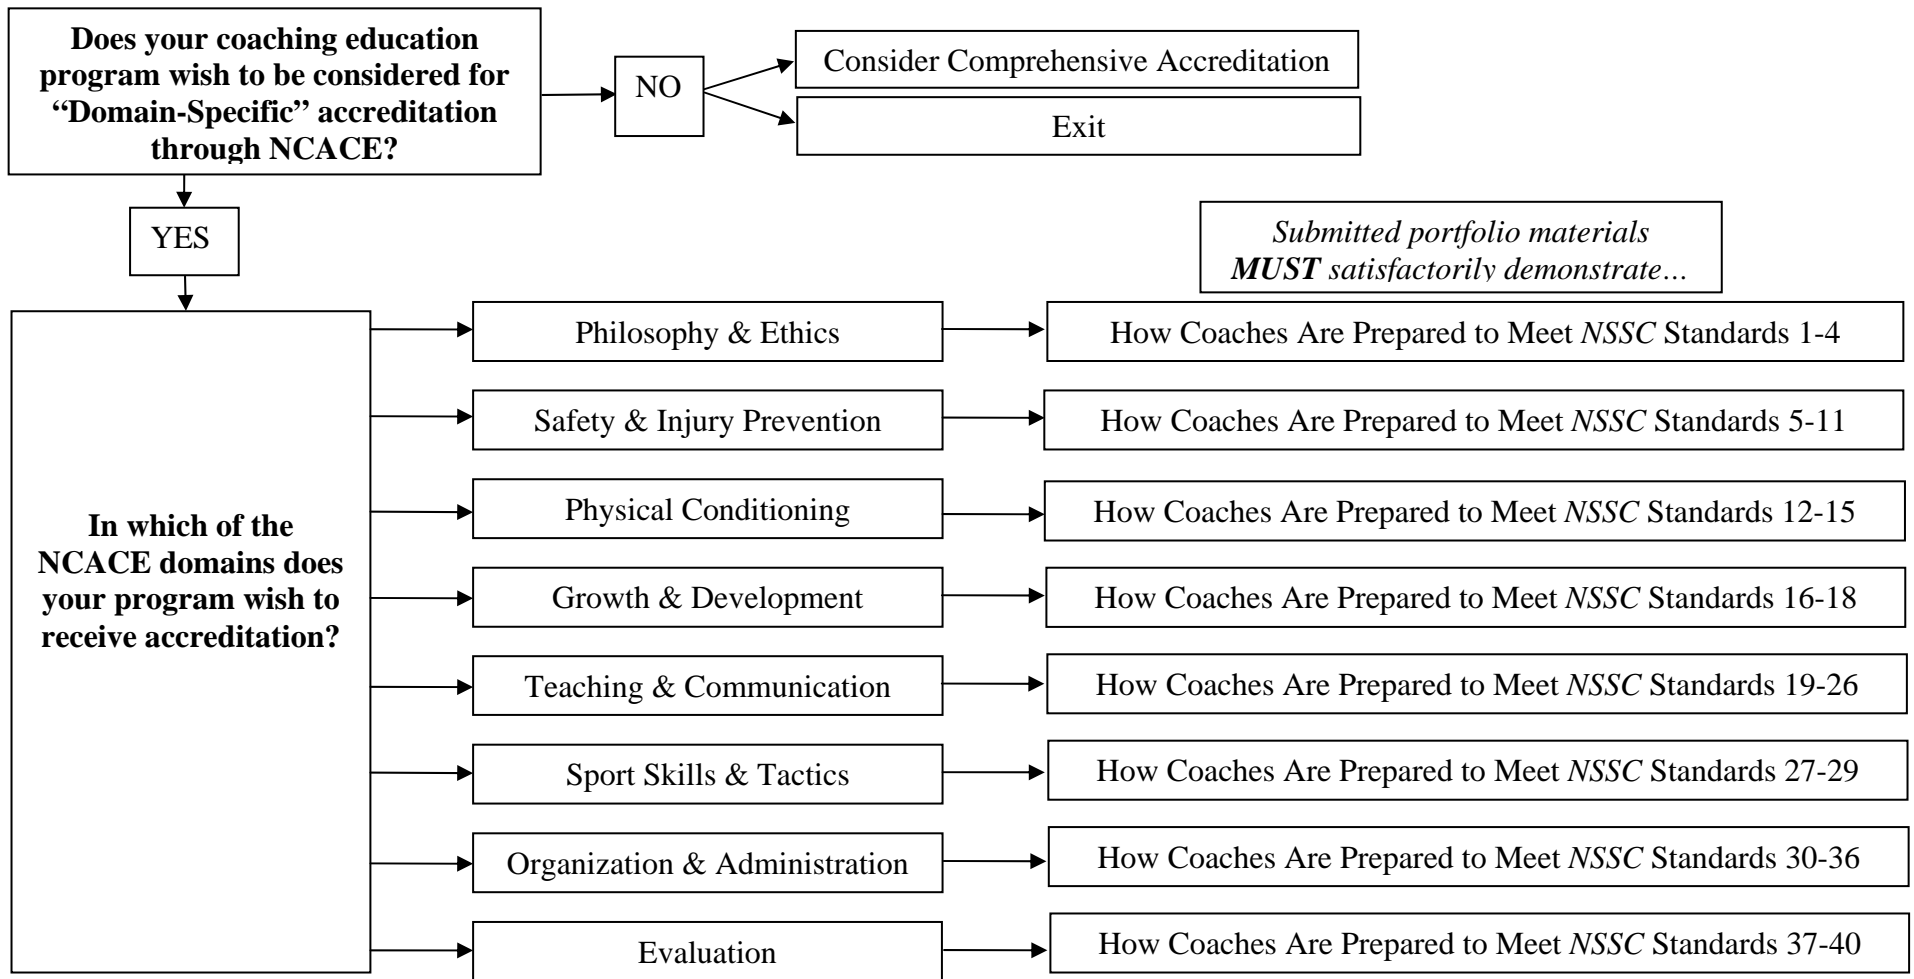 Does your coaching education
program wish to be considered for
“Domain-Specific” accreditation
through NCACE?
NO
Consider Comprehensive Accreditation
Exit
YES
Submitted portfolio materials
MUST satisfactorily demonstrate…
In which of the
NCACE domains does
your program wish to
receive accreditation?
Philosophy & Ethics
How Coaches Are Prepared to Meet NSSC Standards 1-4
Safety & Injury Prevention
How Coaches Are Prepared to Meet NSSC Standards 5-11
Physical Conditioning
How Coaches Are Prepared to Meet NSSC Standards 12-15
Growth & Development
How Coaches Are Prepared to Meet NSSC Standards 16-18
Teaching & Communication
How Coaches Are Prepared to Meet NSSC Standards 19-26
Sport Skills & Tactics
How Coaches Are Prepared to Meet NSSC Standards 27-29
Organization & Administration
How Coaches Are Prepared to Meet NSSC Standards 30-36
Evaluation
How Coaches Are Prepared to Meet NSSC Standards 37-40